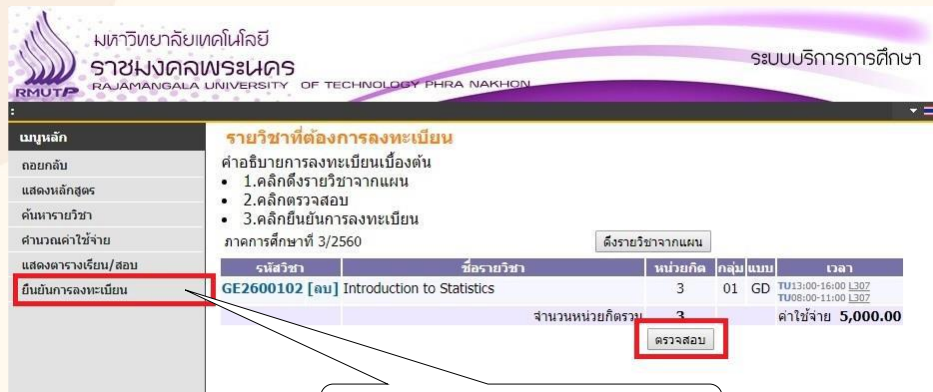 มหาวิทยาลัยเทคโนโลยี
ราชมงคลพระนคร
RAJAMANGALA UNIVERSITY OF TECHNOLOGY PHRA NAKHON
RMUTP
ระบบบริการการศึกษา
:
เมนูหลัก
ถอยกลับ
แสดงหลักสูตร
ค้นหารายวิชา
คำนวณค่าใช้จ่าย
แสดงตารางเรียน/สอบ
ยืนยันการลงทะเบียน
รายวิชาที่ต้องการลงทะเบียน
คำอธิบายการลงทะเบียนเบื้องต้น
• 1.คลิกดึงรายวิชาจากแผน
• 2.คลิกตรวจสอบ
• 3.คลิกยืนยันการลงทะเบียน
ภาคการศึกษาที่ 3/2560 ดึงรายวิชาจากแผน
รหัสวิชา ชื่อรายวิชา หน่วยกิต กลุ่ม แบบ เวลา
GE2600102 [ลบ] Introduction to Statistics 3 01 GD TU13:00-16:00 L307
TU08:00-11:00 L307
จำนวนหน่วยกิตรวม 3 ค่าใช้จ่าย 5,000.00
ตรวจสอบ